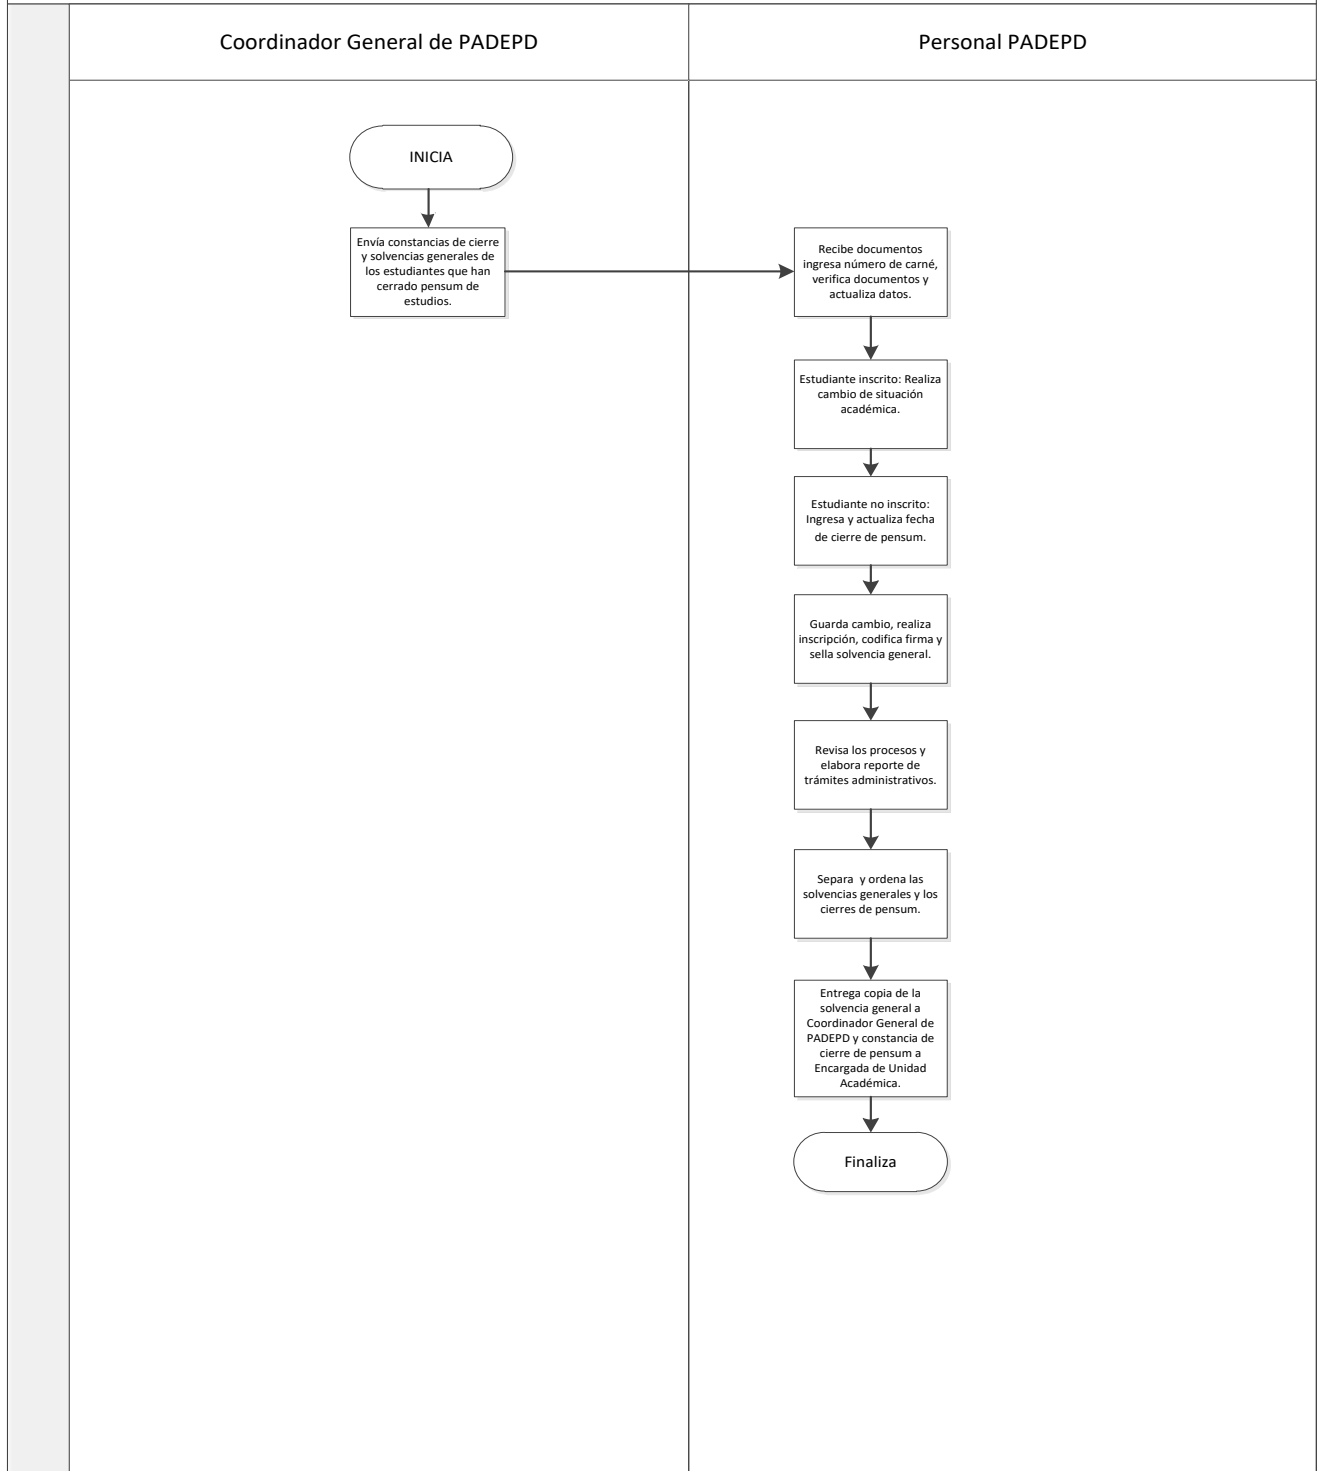 Coordinador General de PADEPD
Personal PADEPD
INICIA
Envía constancias de cierre
y solvencias generales de
los estudiantes que han
cerrado pensum de
estudios.
Recibe documentos
ingresa número de carné,
verifica documentos y
actualiza datos.
Estudiante inscrito: Realiza
cambio de situación
académica.
Estudiante no inscrito:
Ingresa y actualiza fecha
de cierre de pensum.
Guarda cambio, realiza
inscripción, codifica firma y
sella solvencia general.
Revisa los procesos y
elabora reporte de
trámites administrativos.
Separa y ordena las
solvencias generales y los
cierres de pensum.
Entrega copia de la
solvencia general a
Coordinador General de
PADEPD y constancia de
cierre de pensum a
Encargada de Unidad
Académica.
Finaliza